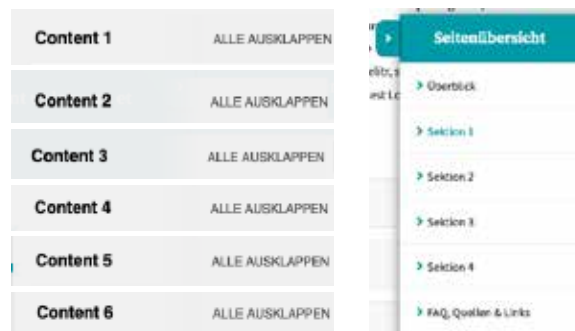 Content 1 ALLE AUSKLAPPEN
Content 2 ALLE AUSKLAPPEN
Content 3 ALLE AUSKLAPPEN
Content 4 ALLE AUSKLAPPEN
Content 5 ALLE AUSKLAPPEN
Content 6 ALLE AUSKLAPPEN
Seitenübersicht
Überblick
Sektion 1
Sektion 2
Sektion 3
Sektion 4
FAQ, Quellen & Links